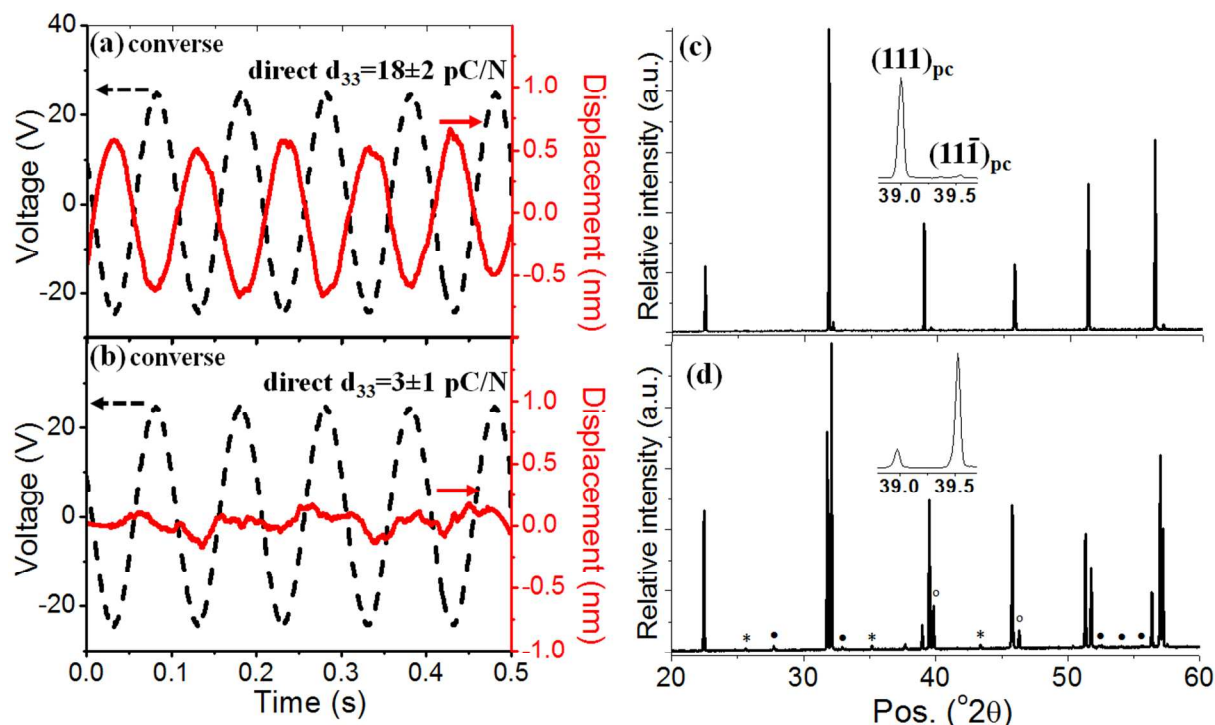 (a) converse
direct d33=18±2 pC/N
40
20
0
-20
Voltage (V)
1.0
0.5
0.0
-0.5
Displacement (nm)
(b) converse
direct d33=3±1 pC/N
20
0
-20
Voltage (V)
1.0
0.5
0.0
-0.5
-1.0
Displacement (nm)
0.0 0.1 0.2 0.3 0.4 0.5
Time (s)
(c)
Relative intensity (a.u.)
(111)pc
(111̄)pc
39.0 39.5
(d)
Relative intensity (a.u.)
39.0 39.5
* • • * o * o • • •
20 30 40 50 60
Pos. (°2θ)